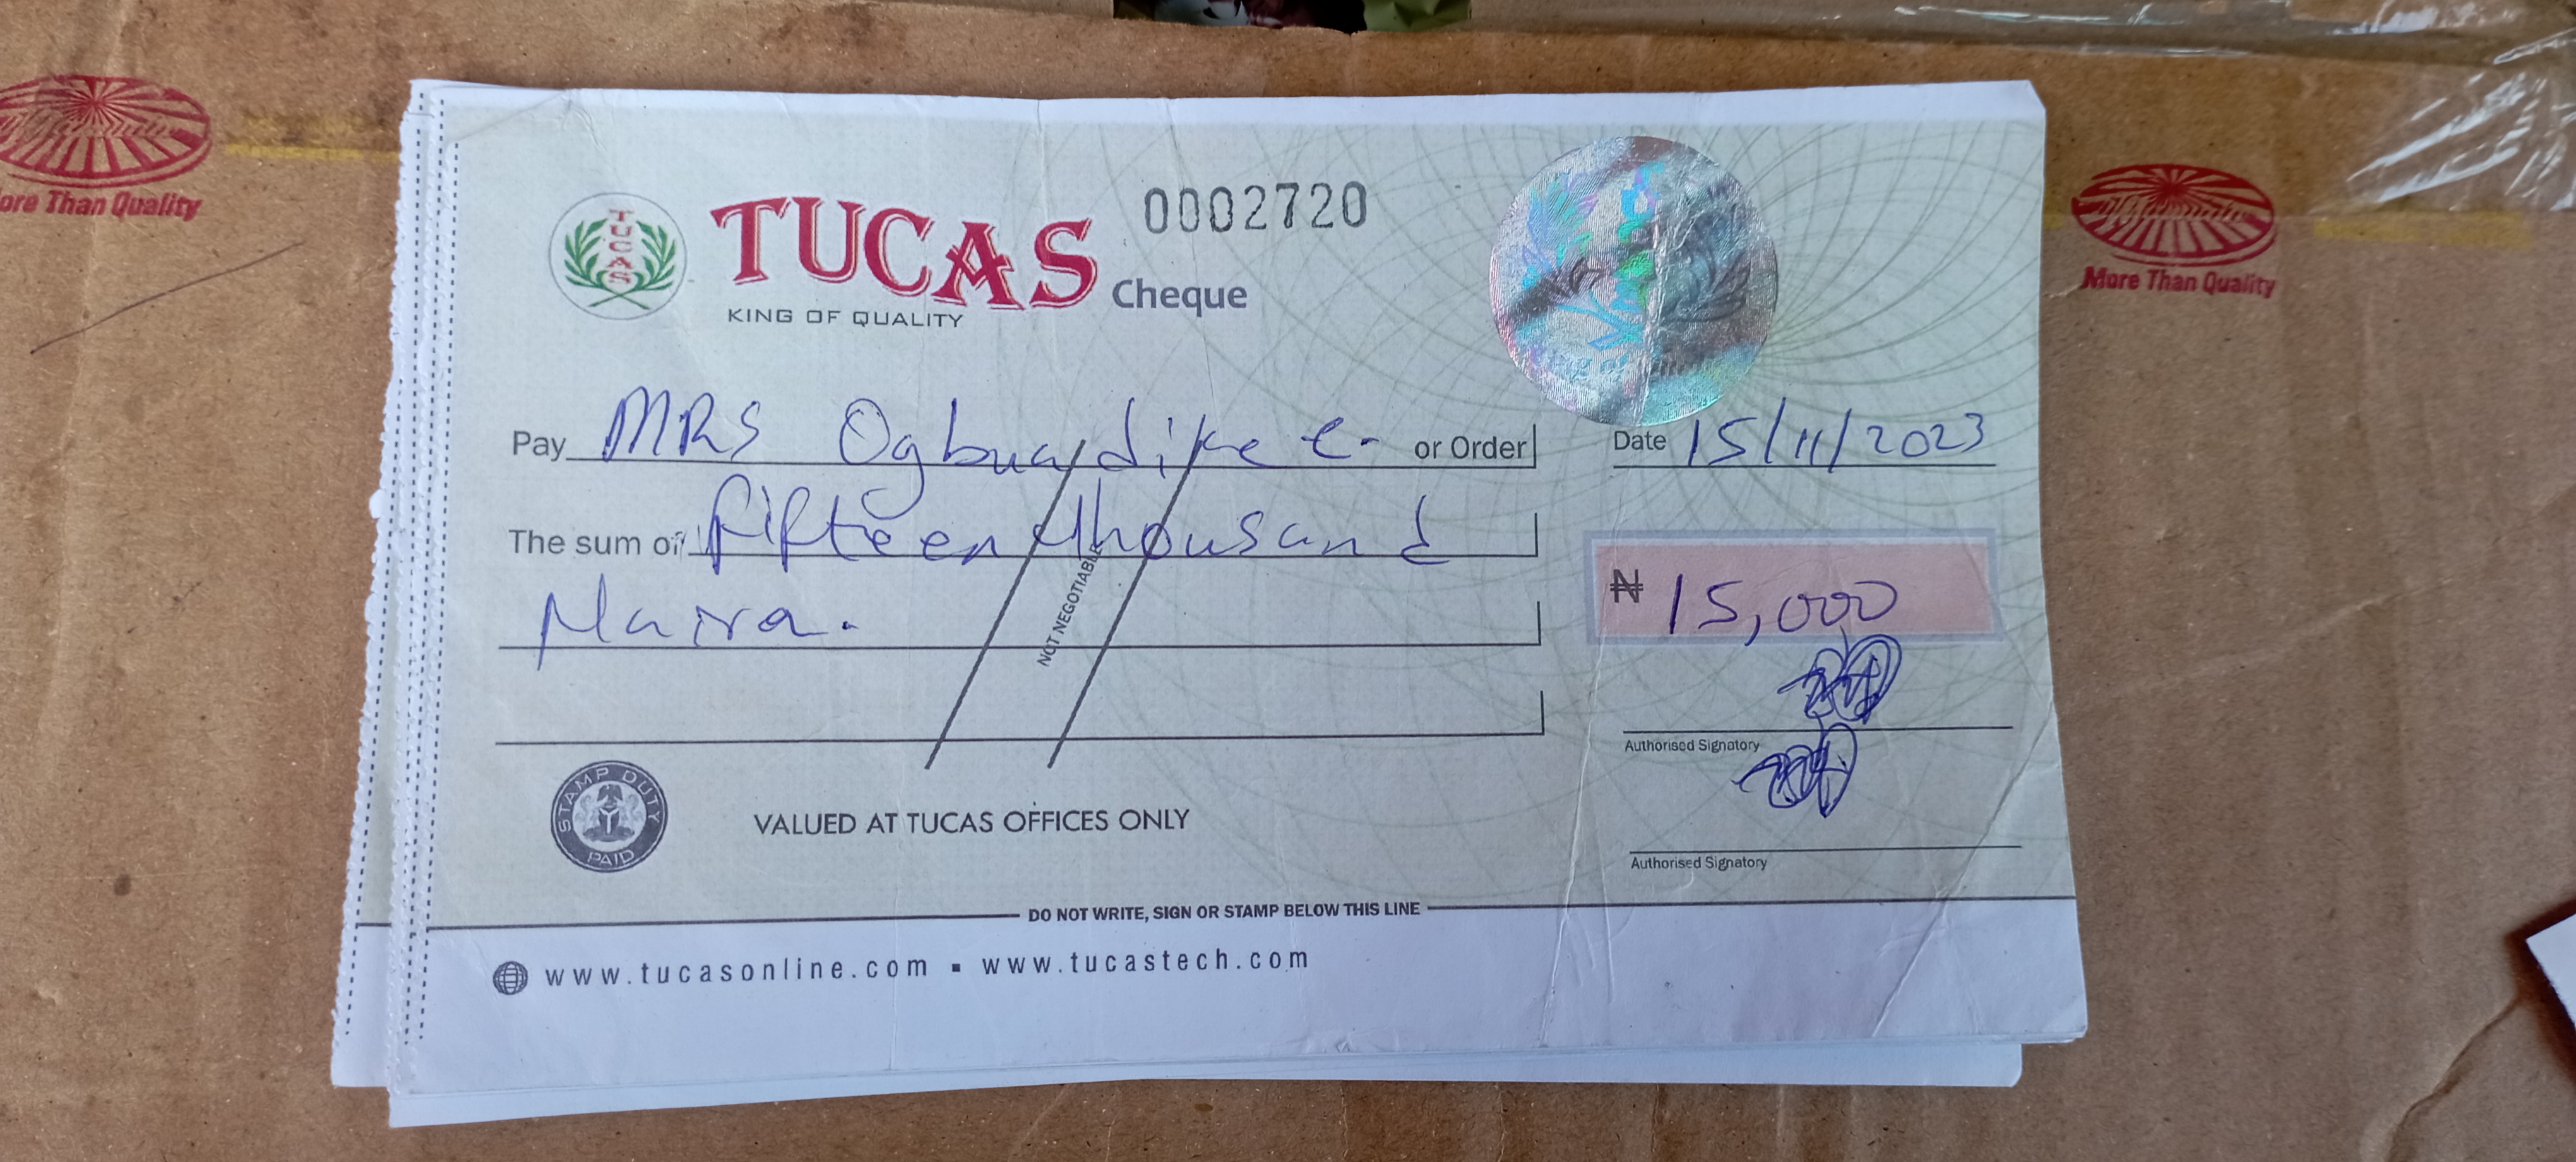 More Than Quality
TUCAS
TUCAS
KING OF QUALITY
Cheque
0002720
Pay MRS Ogbuadike C. or Order
Date 15/11/2023
The sum of fifteen thousand
Naira.
₦ 15,000
NOT NEGOTIABLE
Authorised Signatory
Authorised Signatory
STAMP DUTY
PAID
VALUED AT TUCAS OFFICES ONLY
DO NOT WRITE, SIGN OR STAMP BELOW THIS LINE
www.tucasonline.com ▪ www.tucastech.com
ore Than Quality